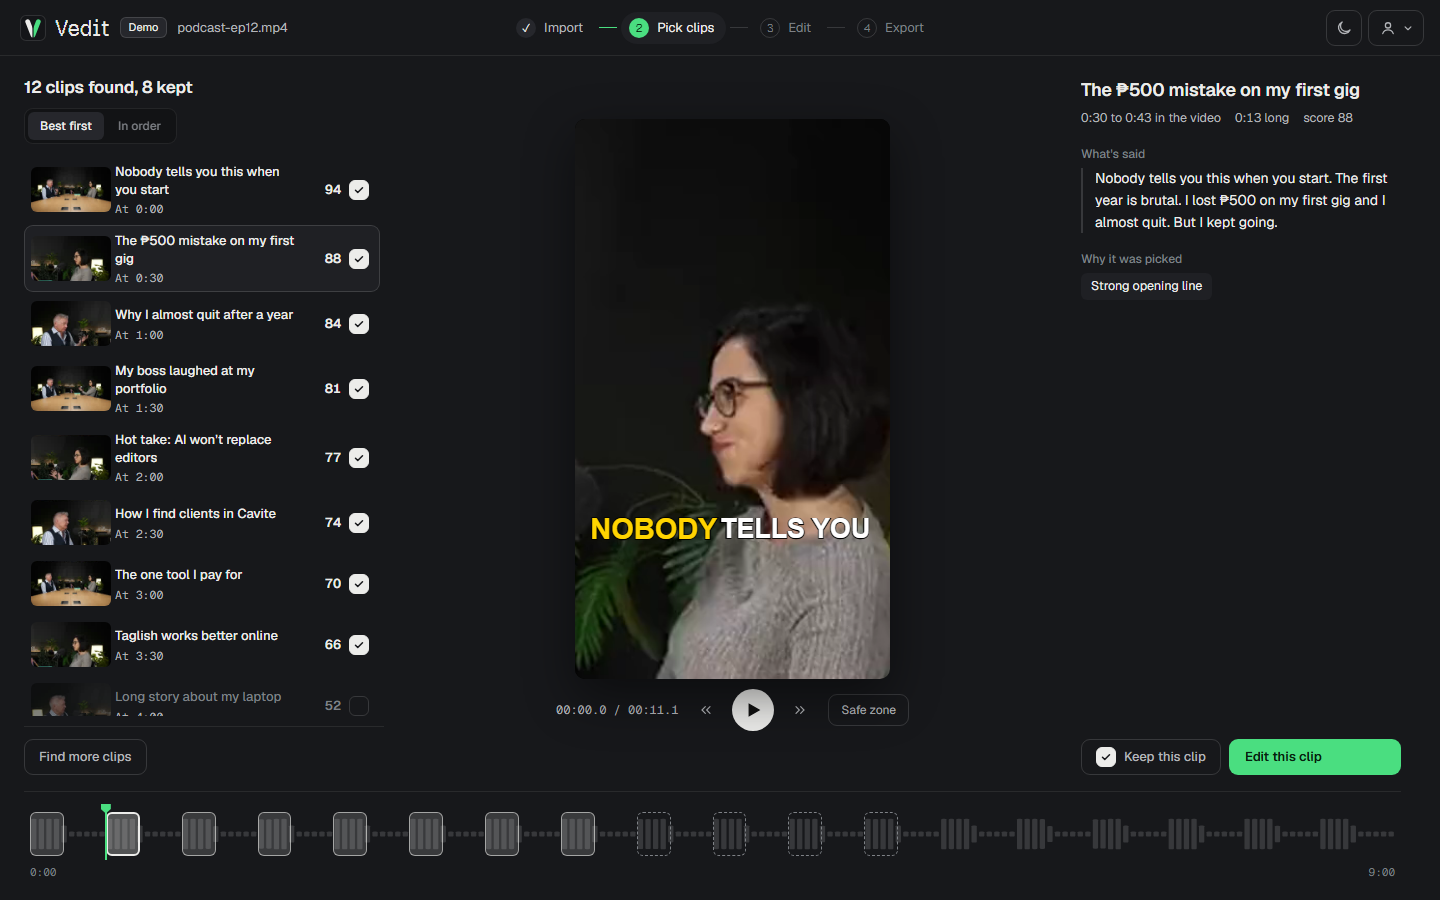 Vedit Demo podcast-ep12.mp4
Import 2 Pick clips 3 Edit 4 Export
12 clips found, 8 kept
Best first In order
Nobody tells you this when
you start
At 0:00
94
The ₱500 mistake on my first
gig
At 0:30
88
Why I almost quit after a year
At 1:00
84
My boss laughed at my
portfolio
At 1:30
81
Hot take: AI won't replace
editors
At 2:00
77
How I find clients in Cavite
At 2:30
74
The one tool I pay for
At 3:00
70
Taglish works better online
At 3:30
66
Long story about my laptop
52
Find more clips
NOBODY TELLS YOU
00:00.0 / 00:11.1
Safe zone
The ₱500 mistake on my first gig
0:30 to 0:43 in the video 0:13 long score 88
What's said
Nobody tells you this when you start. The first
year is brutal. I lost ₱500 on my first gig and I
almost quit. But I kept going.
Why it was picked
Strong opening line
Keep this clip
Edit this clip
0:00
9:00